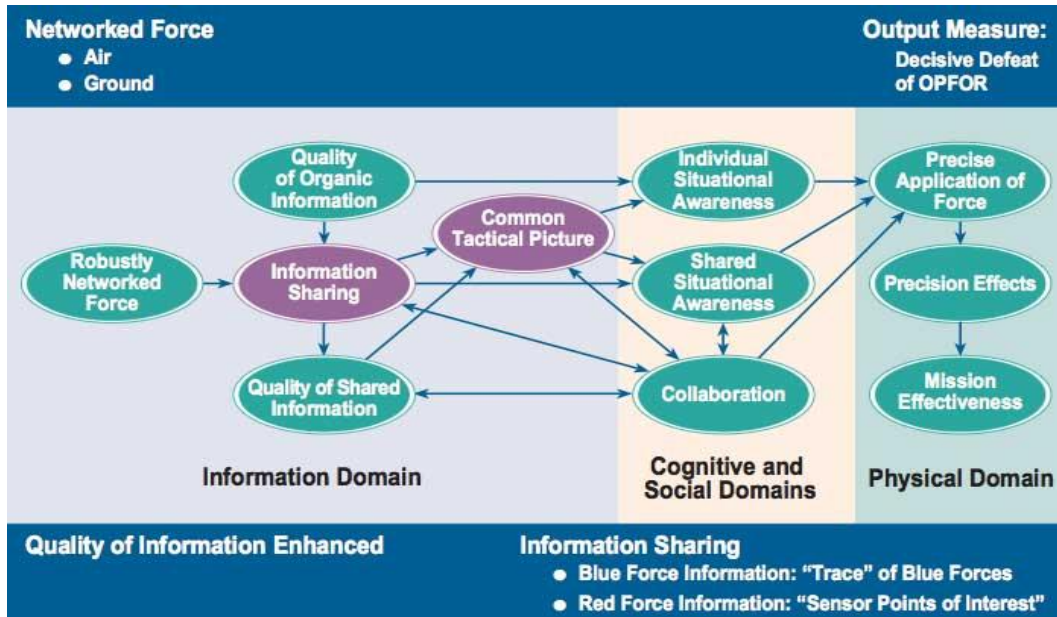 Networked Force
● Air
● Ground
Output Measure:
Decisive Defeat
of OPFOR
Quality
of Organic
Information
Individual
Situational
Awareness
Precise
Application of
Force
Common
Tactical Picture
Robustly
Networked
Force
Information
Sharing
Shared
Situational
Awareness
Precision Effects
Quality of Shared
Information
Collaboration
Mission
Effectiveness
Information Domain
Cognitive and
Social Domains
Physical Domain
Quality of Information Enhanced
Information Sharing
● Blue Force Information: “Trace” of Blue Forces
● Red Force Information: “Sensor Points of Interest”